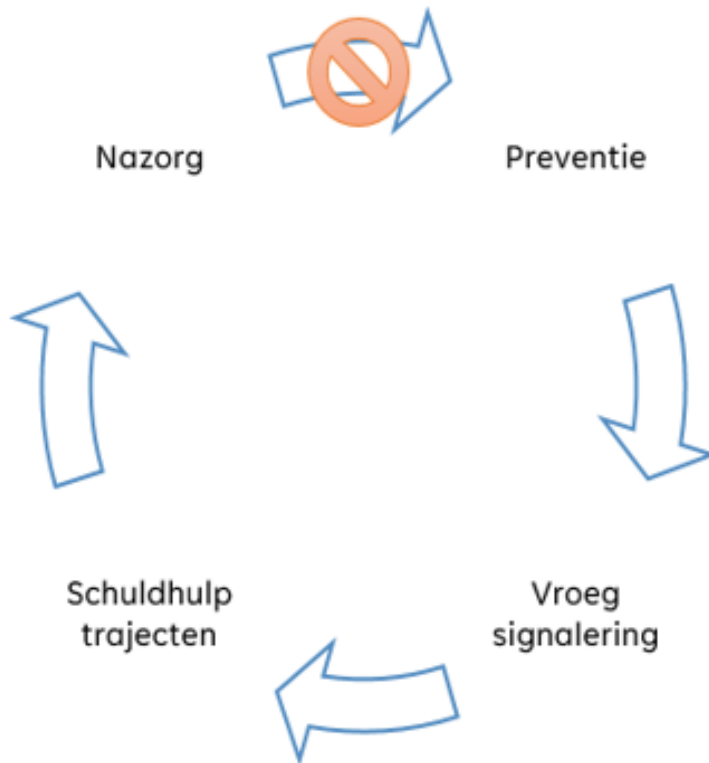 Nazorg
Preventie
Schuldhulp
trajecten
Vroeg
signalering